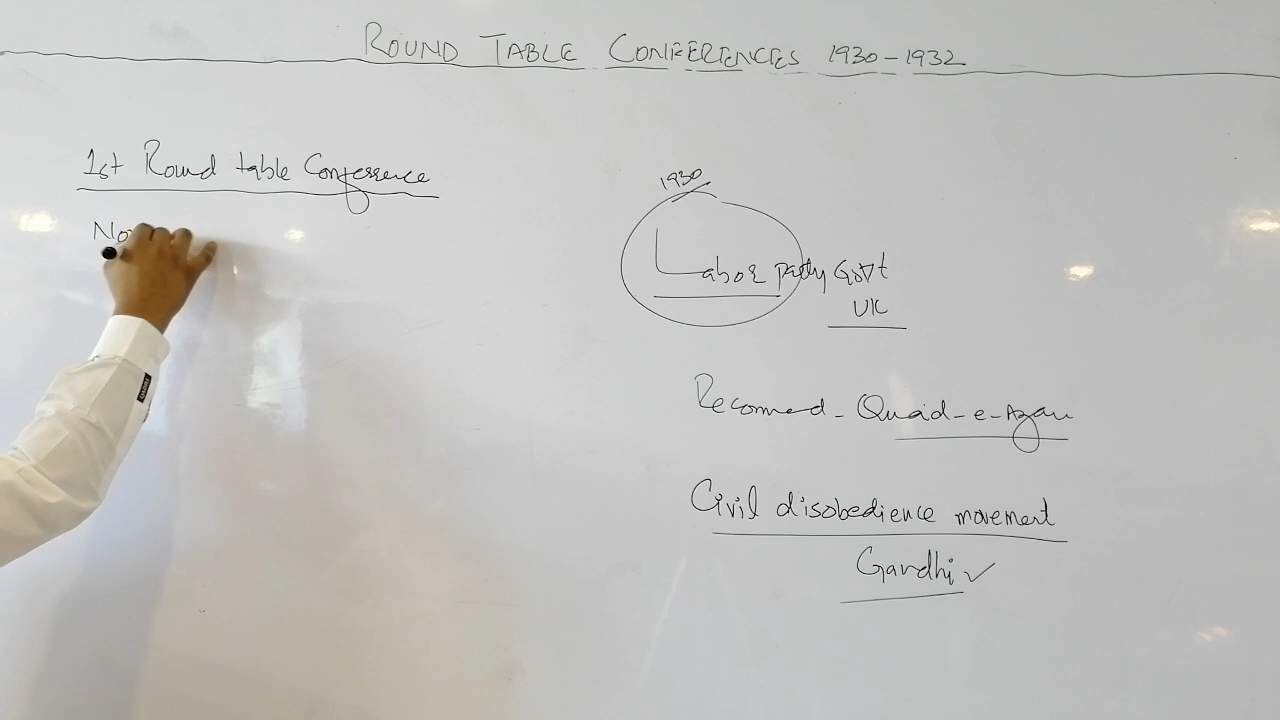 ROUND TABLE CONFERENCES 1930-1932
1st Round table Conference
No
1930
Labor party Govt
UK
Recommed - Quaid-e-Azam
Civil disobedience movement
Gandhi ✓